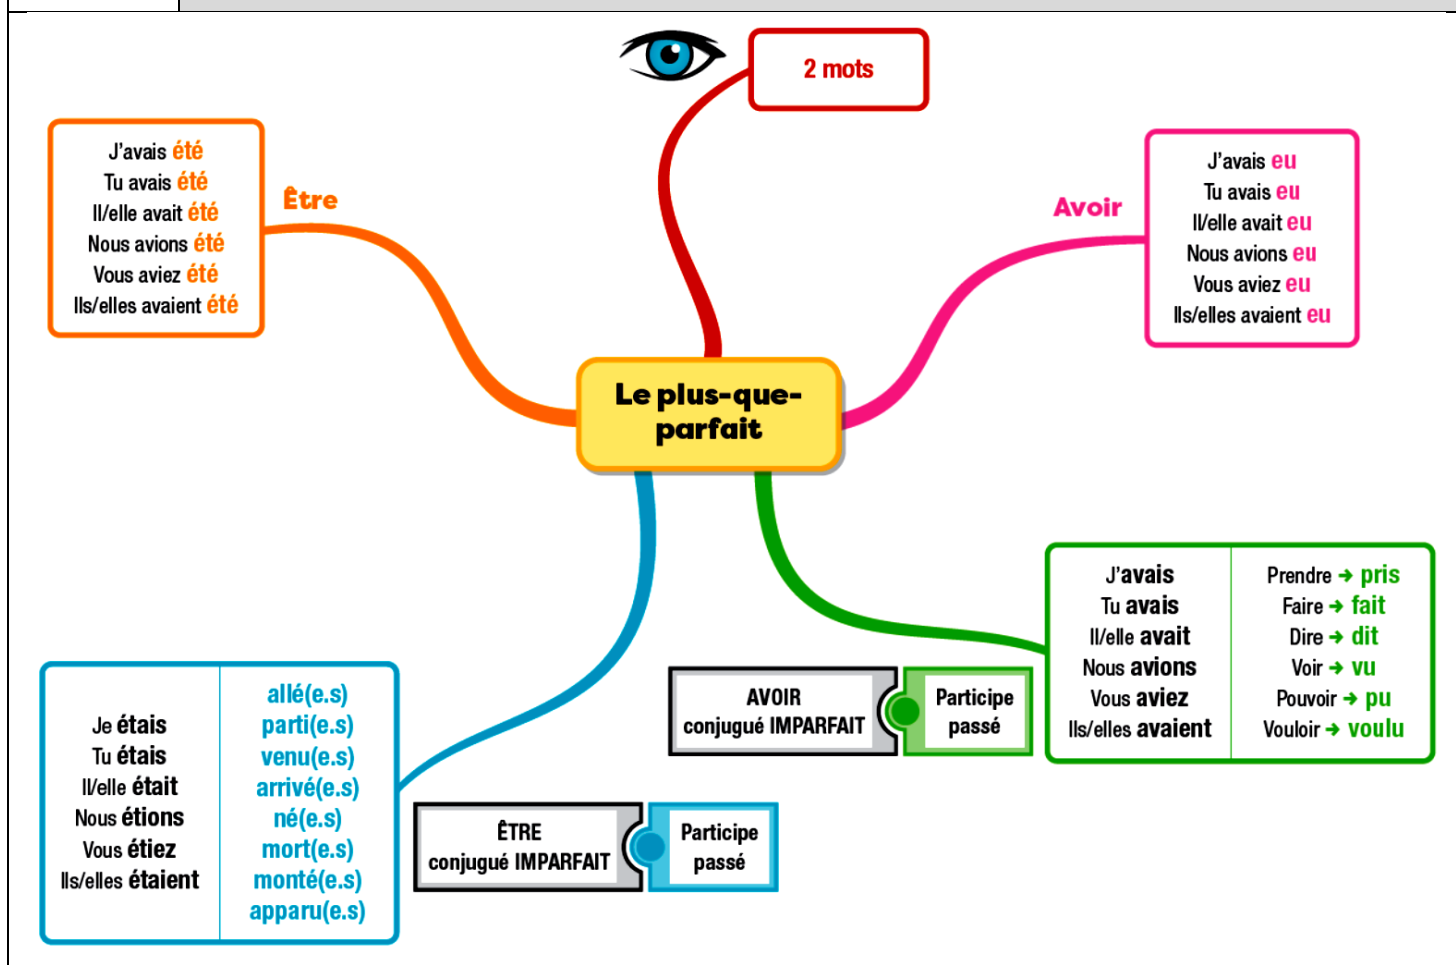 2 mots
J'avais été
Tu avais été
Il/elle avait été
Nous avions été
Vous aviez été
Ils/elles avaient été
Être
Avoir
J'avais eu
Tu avais eu
Il/elle avait eu
Nous avions eu
Vous aviez eu
Ils/elles avaient eu
Le plus-que-
parfait
J'avais
Tu avais
Il/elle avait
Nous avions
Vous aviez
Ils/elles avaient
Prendre ➔ pris
Faire ➔ fait
Dire ➔ dit
Voir ➔ vu
Pouvoir ➔ pu
Vouloir ➔ voulu
AVOIR
conjugué IMPARFAIT
Participe
passé
Je étais
Tu étais
Il/elle était
Nous étions
Vous étiez
Ils/elles étaient
allé(e.s)
parti(e.s)
venu(e.s)
arrivé(e.s)
né(e.s)
mort(e.s)
monté(e.s)
apparu(e.s)
ÊTRE
conjugué IMPARFAIT
Participe
passé